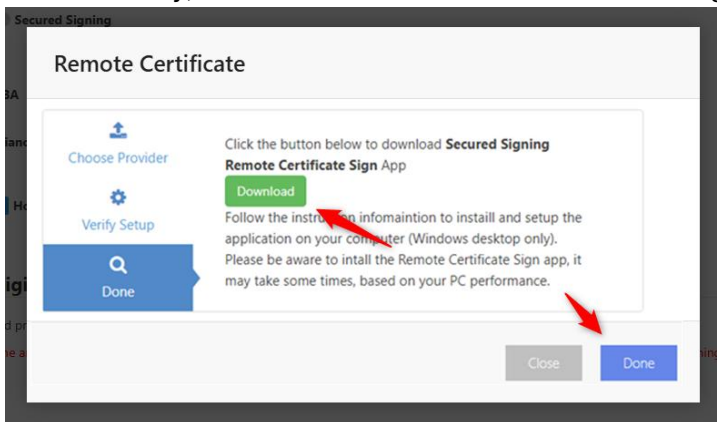 Secured Signing
Remote Certificate
Choose Provider
Verify Setup
Done
Click the button below to download Secured Signing
Remote Certificate Sign App
Download
Follow the infomaintion to instaill and setup the
application on your computer (Windows desktop only).
Please be aware to intall the Remote Certificate Sign app, it
may take some times, based on your PC performance.
Close
Done